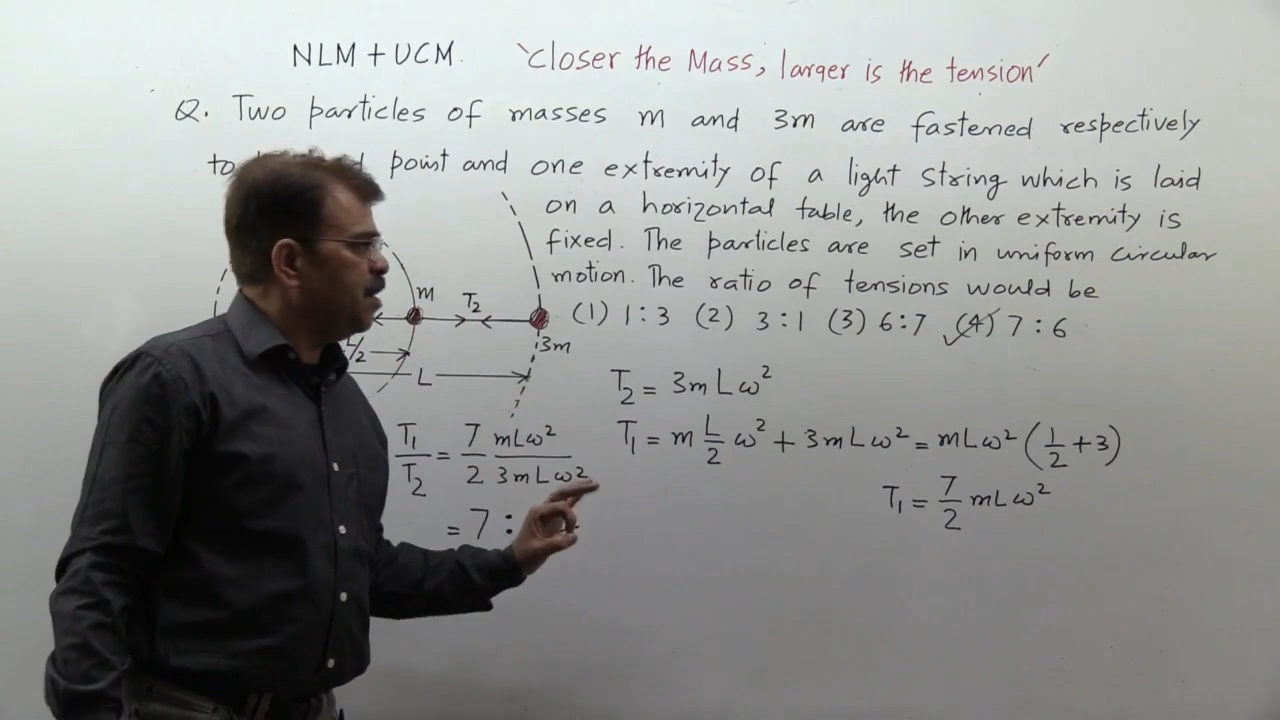 NLM + UCM. 'Closer the Mass, larger is the tension'
Q. Two particles of masses m and 3m are fastened respectively
to point and one extremity of a light string which is laid
on a horizontal table, the other extremity is
fixed. The particles are set in uniform circular
motion. The ratio of tensions would be
(1) 1:3 (2) 3:1 (3) 6:7 (4) 7:6
m T₂
3m
L/2
L
T₂ = 3mLω²
T₁ = m L/2 ω² + 3mLω² = mLω² (1/2 + 3)
T₁ = 7/2 mLω²
T₁/T₂ = 7/2 mLω²/3mLω²
= 7 :